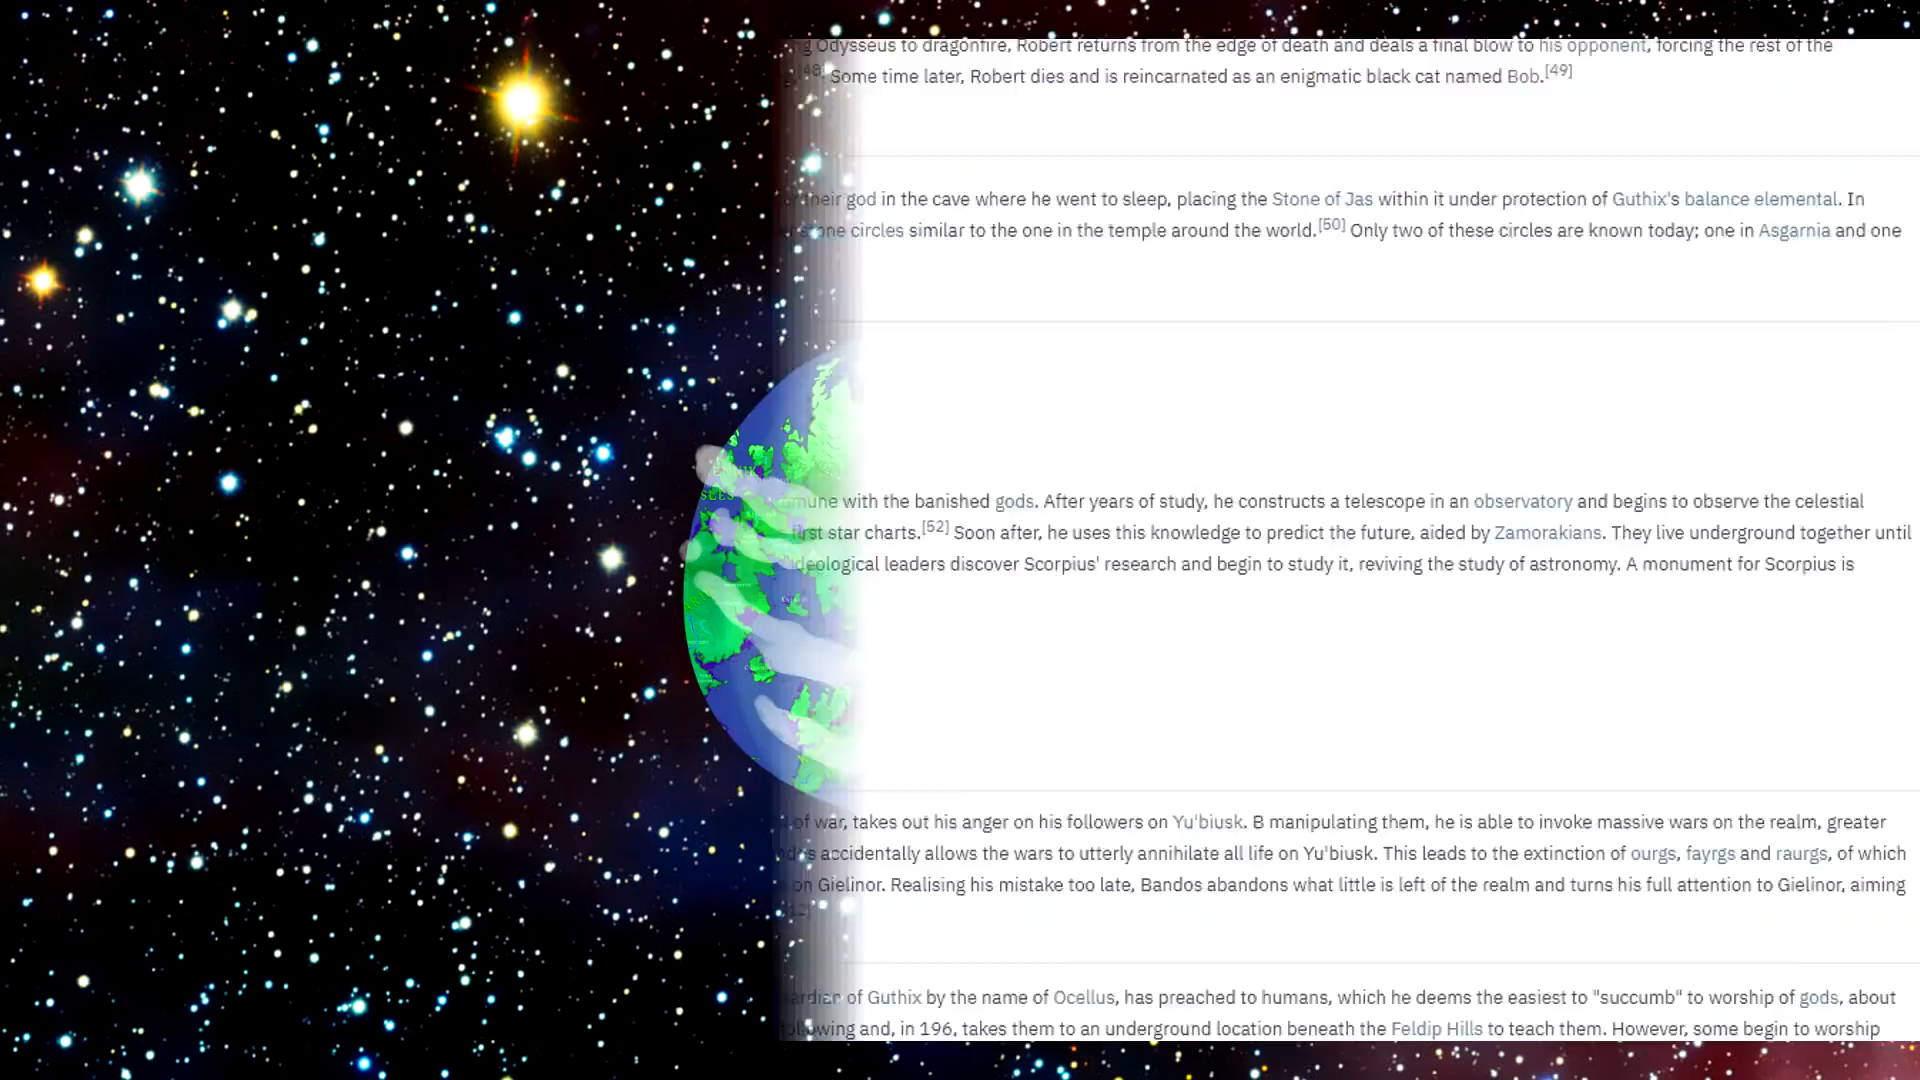 Odysseus to dragonfire, Robert returns from the edge of death and deals a final blow to his opponent, forcing the rest of the
[48] Some time later, Robert dies and is reincarnated as an enigmatic black cat named Bob.[49]
their god in the cave where he went to sleep, placing the Stone of Jas within it under protection of Guthix's balance elemental. In
stone circles similar to the one in the temple around the world.[50] Only two of these circles are known today; one in Asgarnia and one
mune with the banished gods. After years of study, he constructs a telescope in an observatory and begins to observe the celestial
first star charts.[52] Soon after, he uses this knowledge to predict the future, aided by Zamorakians. They live underground together until
ideological leaders discover Scorpius' research and begin to study it, reviving the study of astronomy. A monument for Scorpius is
of war, takes out his anger on his followers on Yu'biusk. B manipulating them, he is able to invoke massive wars on the realm, greater
accidentally allows the wars to utterly annihilate all life on Yu'biusk. This leads to the extinction of ourgs, fayrgs and raurgs, of which
on Gielinor. Realising his mistake too late, Bandos abandons what little is left of the realm and turns his full attention to Gielinor, aiming
of Guthix by the name of Ocellus, has preached to humans, which he deems the easiest to "succumb" to worship of gods, about
following and, in 196, takes them to an underground location beneath the Feldip Hills to teach them. However, some begin to worship